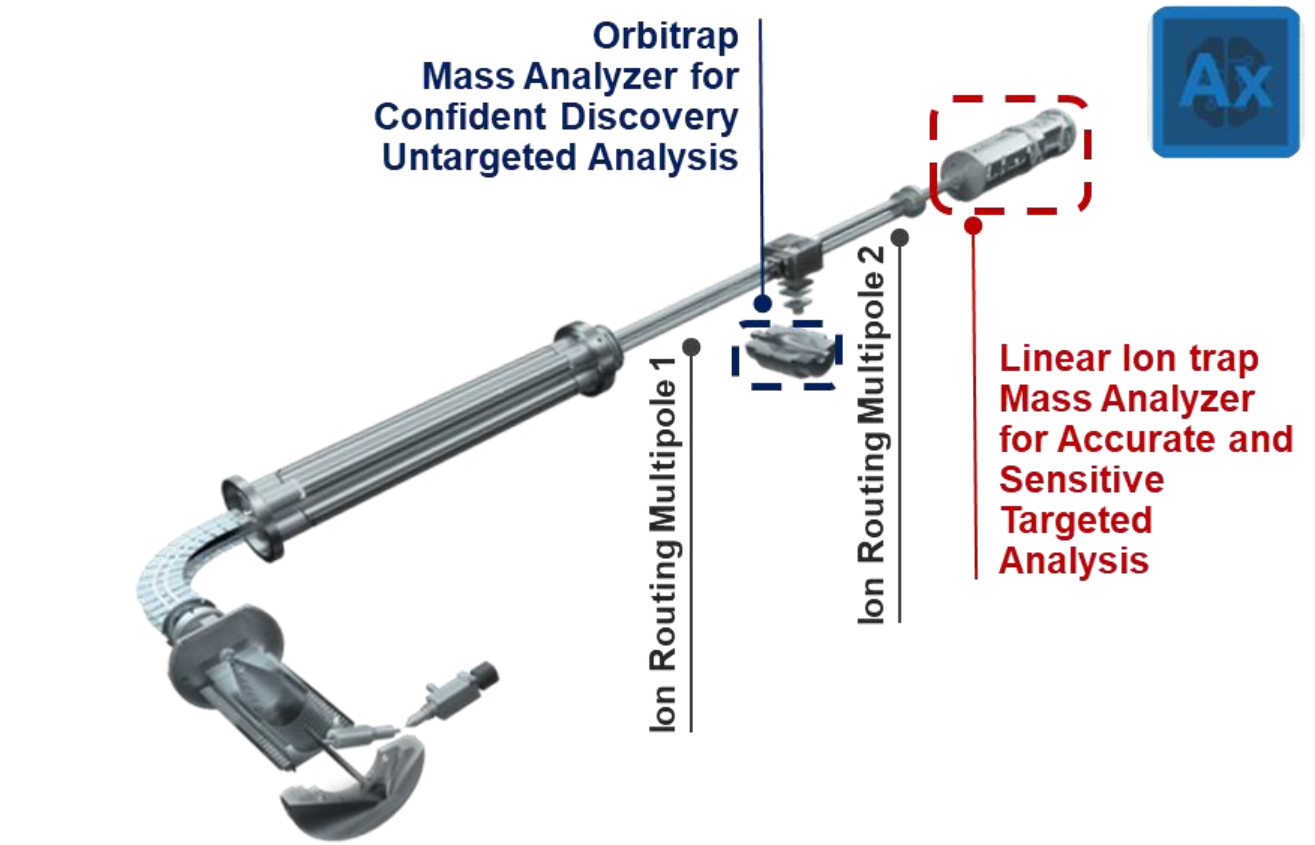 Orbitrap
Mass Analyzer for
Confident Discovery
Untargeted Analysis
Ax
Ion Routing Multipole 1
Ion Routing Multipole 2
Linear Ion trap
Mass Analyzer
for Accurate and
Sensitive
Targeted
Analysis